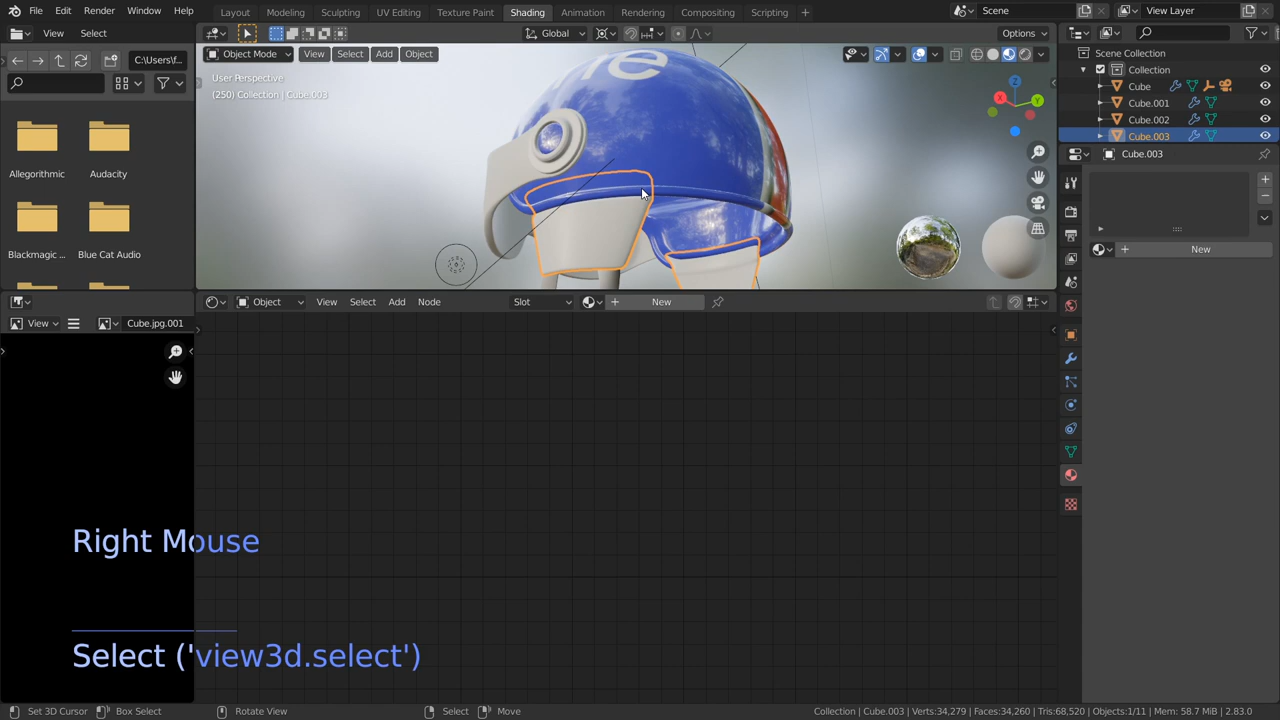 File Edit Render Window Help Layout Modeling Sculpting UV Editing Texture Paint Shading Animation Rendering Compositing Scripting + Scene View Layer
View Select C:\Users\f... Global Options
Object Mode View Select Add Object
Scene Collection
Collection
Cube
Cube.001
Cube.002
Cube.003
User Perspective
(250) Collection | Cube.003
re
X Y Z
Allegorithmic Audacity
Blackmagic ... Blue Cat Audio
Cube.003
New
Object View Select Add Node Slot New
View Cube.jpg.001
Right Mouse
Select ('view3d.select')
Set 3D Cursor Box Select Rotate View Select Move Collection | Cube.003 | Verts:34,279 | Faces:34,260 | Tris:68,520 | Objects:1/11 | Mem: 58.7 MiB | 2.83.0